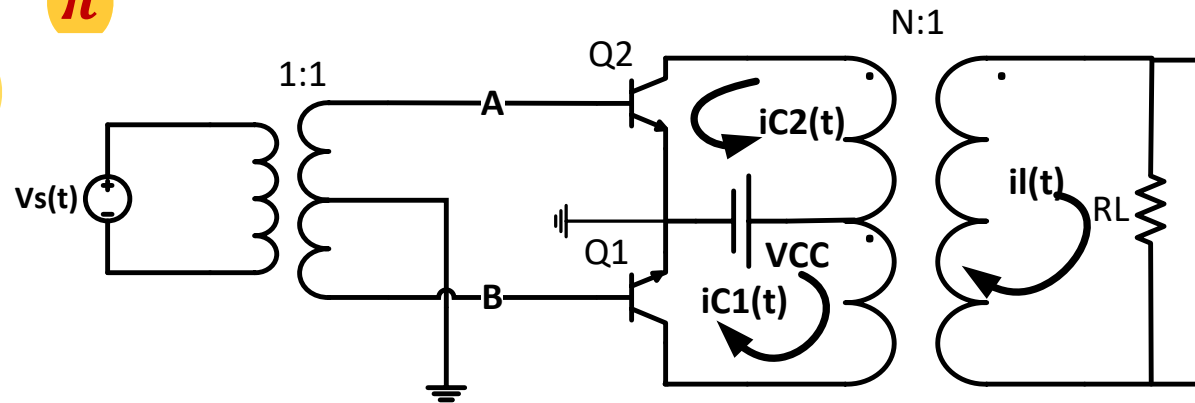 π
N:1
Q2
1:1
A
iC2(t)
Vs(t)
il(t)
RL
Q1
VCC
B
iC1(t)